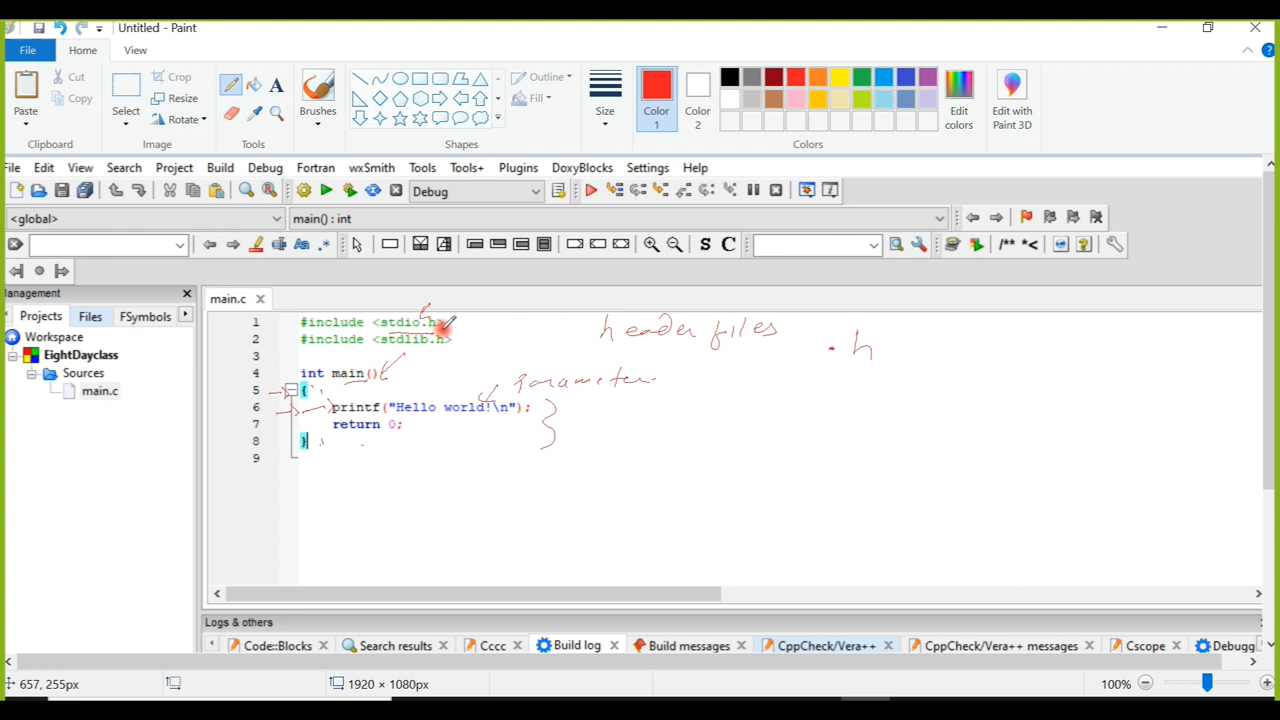 Untitled - Paint
File Home View
Cut
Copy
Paste
Clipboard
Select
Crop
Resize
Rotate
Image
Tools
Brushes
Shapes
Outline
Fill
Size
Color 1
Color 2
Colors
Edit colors
Edit with Paint 3D
File Edit View Search Project Build Debug Fortran wxSmith Tools Tools+ Plugins DoxyBlocks Settings Help
Debug
<global> main() : int
Aa .* S C /** *<
Management
Projects Files FSymbols
Workspace
EightDayclass
Sources
main.c
main.c
1 #include <stdio.h>
2 #include <stdlib.h>
3
4 int main()
5 {
6 printf("Hello world!\n");
7 return 0;
8 }
9
header files
.h
parameter
Logs & others
Code::Blocks Search results Cccc Build log Build messages CppCheck/Vera++ CppCheck/Vera++ messages Cscope Debugg
657, 255px 1920 × 1080px 100%